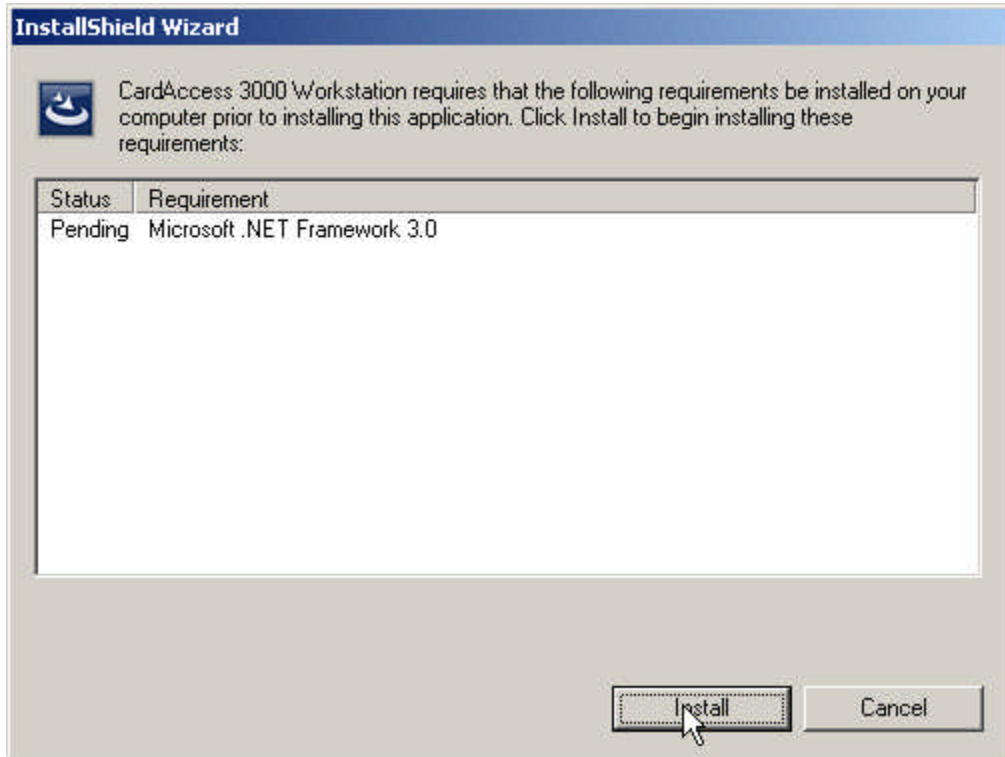 InstallShield Wizard
CardAccess 3000 Workstation requires that the following requirements be installed on your
computer prior to installing this application. Click Install to begin installing these
requirements:
Status Requirement
Pending Microsoft .NET Framework 3.0
Install Cancel